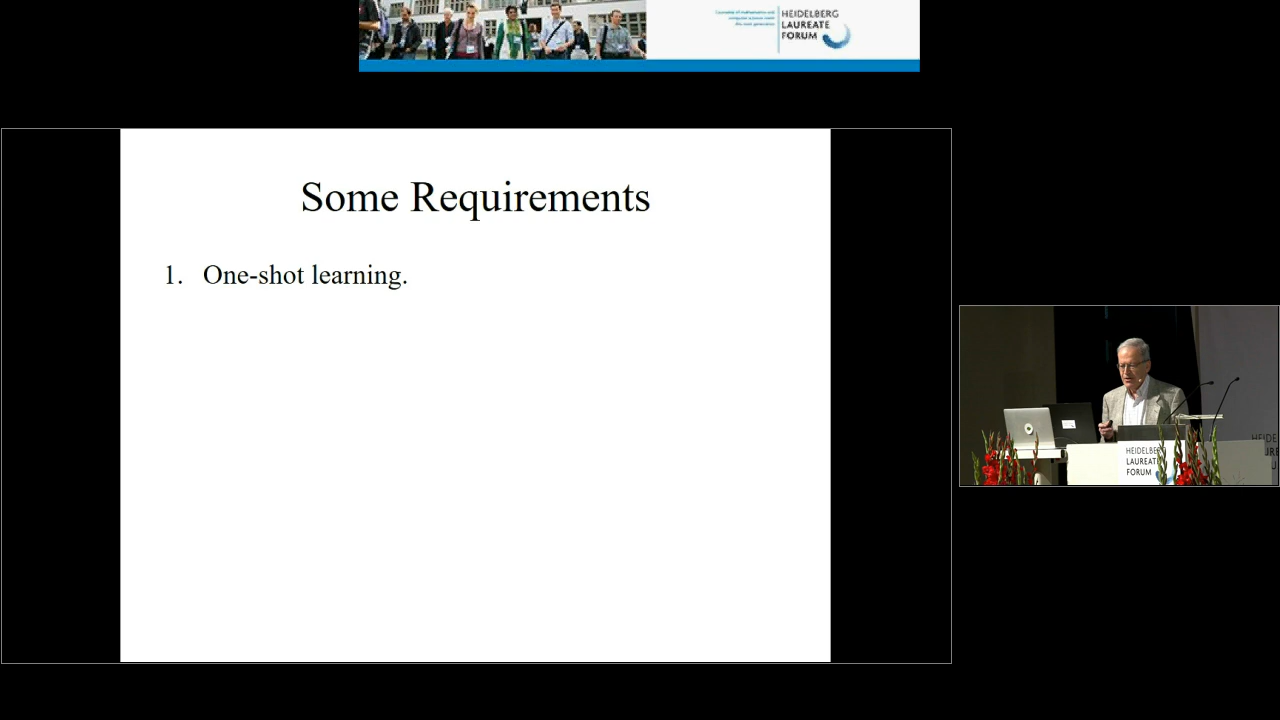 HEIDELBERG
LAUREATE
FORUM
Some Requirements
1. One-shot learning.
HEIDELBERG
LAUREATE
FORUM